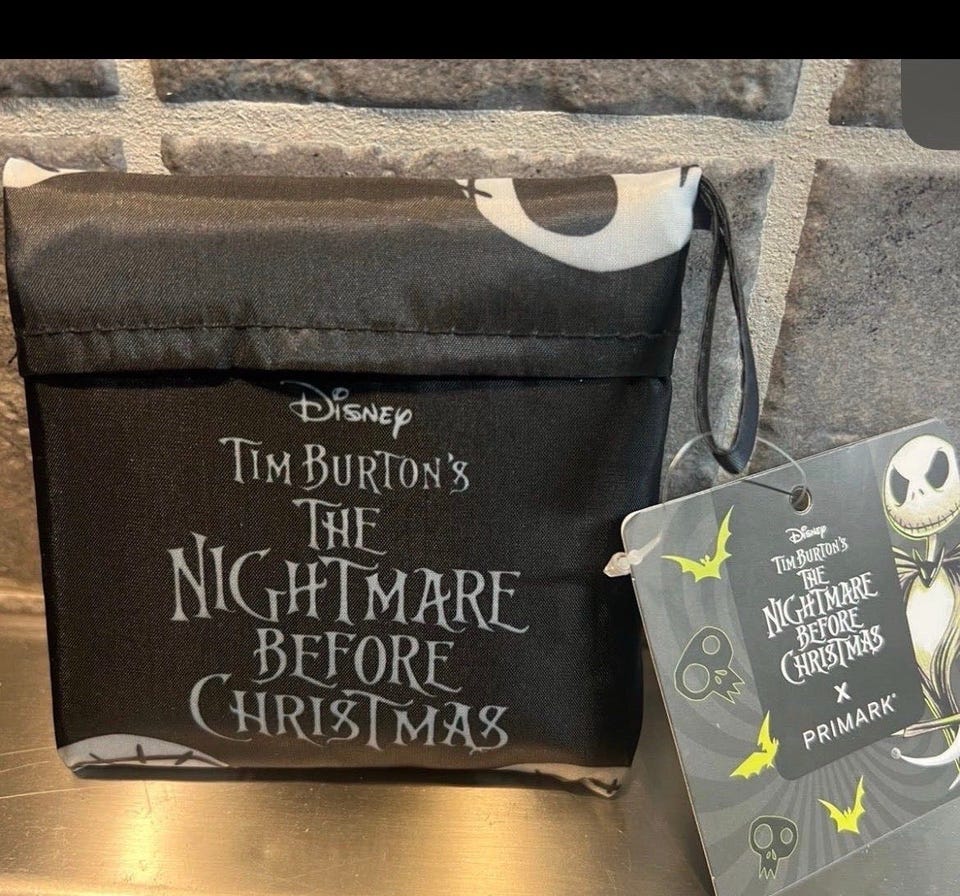 Disney
Tim Burton's
The
Nightmare
Before
Christmas
Disney
Tim Burton's
The
Nightmare
Before
Christmas
X
PRIMARK®